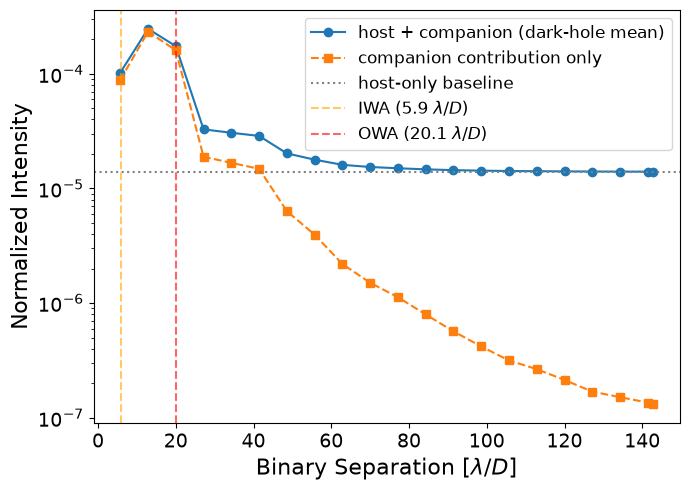 host + companion (dark-hole mean)
companion contribution only
host-only baseline
IWA (5.9 λ/D)
OWA (20.1 λ/D)
Normalized Intensity
10⁻⁴
10⁻⁵
10⁻⁶
10⁻⁷
0 20 40 60 80 100 120 140
Binary Separation [λ/D]